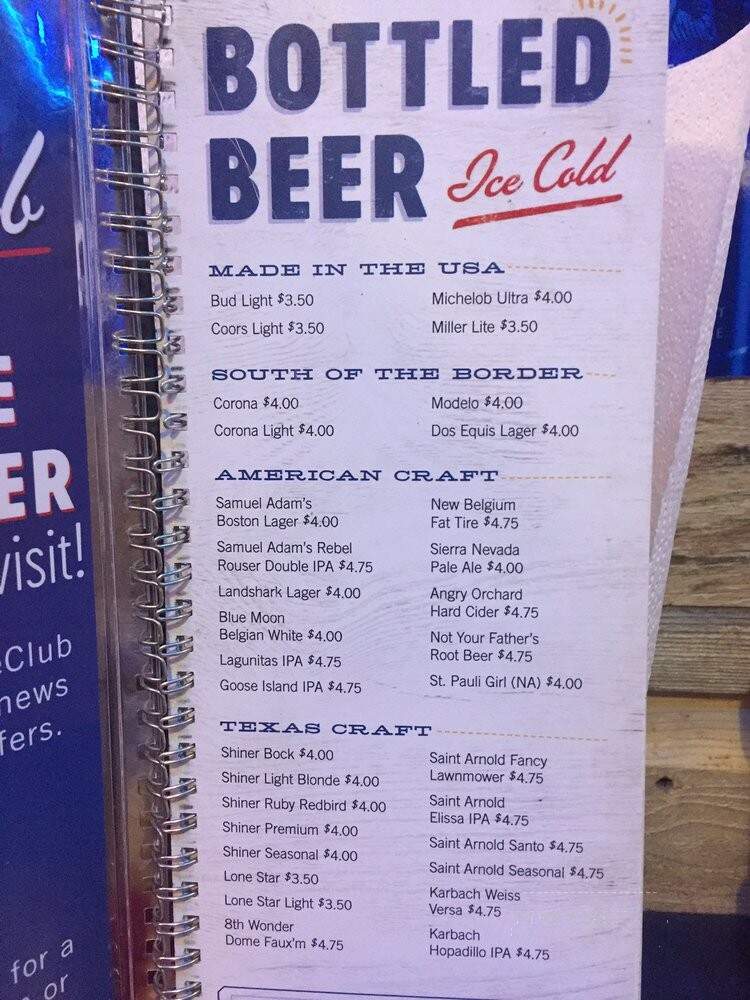 BOTTLED
BEER Ice Cold
MADE IN THE USA
Bud Light $3.50
Coors Light $3.50
Michelob Ultra $4.00
Miller Lite $3.50
SOUTH OF THE BORDER
Corona $4.00
Corona Light $4.00
Modelo $4.00
Dos Equis Lager $4.00
AMERICAN CRAFT
Samuel Adam's
Boston Lager $4.00
Samuel Adam's Rebel
Rouser Double IPA $4.75
Landshark Lager $4.00
Blue Moon
Belgian White $4.00
Lagunitas IPA $4.75
Goose Island IPA $4.75
New Belgium
Fat Tire $4.75
Sierra Nevada
Pale Ale $4.00
Angry Orchard
Hard Cider $4.75
Not Your Father's
Root Beer $4.75
St. Pauli Girl (NA) $4.00
TEXAS CRAFT
Shiner Bock $4.00
Shiner Light Blonde $4.00
Shiner Ruby Redbird $4.00
Shiner Premium $4.00
Shiner Seasonal $4.00
Lone Star $3.50
Lone Star Light $3.50
8th Wonder
Dome Faux'm $4.75
Saint Arnold Fancy
Lawnmower $4.75
Saint Arnold
Elissa IPA $4.75
Saint Arnold Santo $4.75
Saint Arnold Seasonal $4.75
Karbach Weiss
Versa $4.75
Karbach
Hopadillo IPA $4.75
b
E
ER
visit!
eClub
news
fers.
for a
or